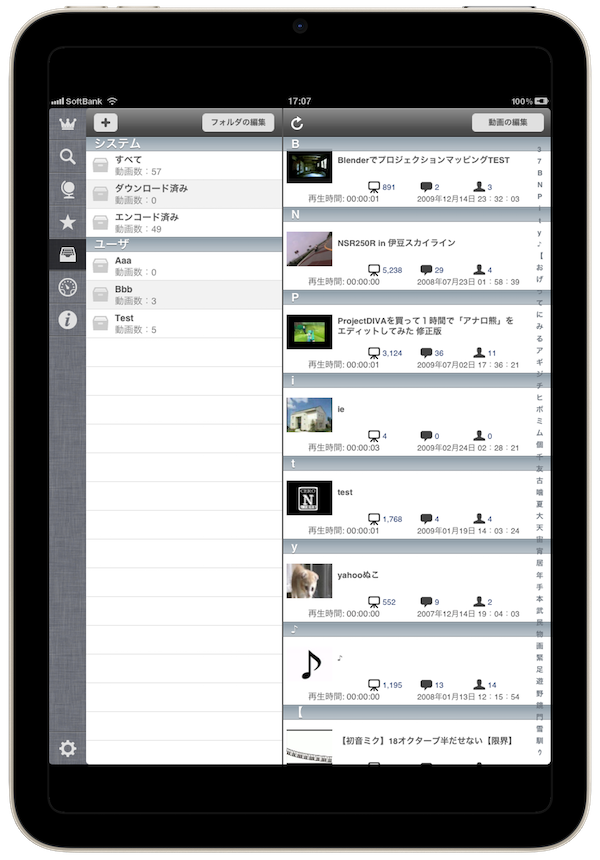 SoftBank 17:07 100%
フォルダの編集
動画の編集
システム
すべて
動画数：57
ダウンロード済み
動画数：0
エンコード済み
動画数：49
ユーザ
Aaa
動画数：0
Bbb
動画数：3
Test
動画数：5
B
BlenderでプロジェクションマッピングTEST
891 2 3
再生時間: 00:00:01 2009年12月14日 23：32：03
N
NSR250R in 伊豆スカイライン
5,238 29 4
再生時間: 00:00:00 2008年07月23日 01：58：39
P
ProjectDIVAを買って１時間で「アナロ熊」を
エディットしてみた 修正版
3,124 36 11
再生時間: 00:00:01 2009年07月02日 17：36：21
i
ie
4 0 0
再生時間: 00:00:03 2009年02月24日 02：28：21
t
test
1,768 4 4
再生時間: 00:00:00 2009年01月19日 14：03：24
y
yahooぬこ
552 9 2
再生時間: 00:00:00 2007年12月14日 19：04：03
♪
♪
1,195 13 14
再生時間: 00:00:00 2008年01月13日 12：15：54
【
【初音ミク】18オクターブ半だせない【限界】
3
7
B
N
P
i
t
y
♪
【
お
げ
っ
て
に
み
る
ア
ギ
ジ
チ
ヒ
ボ
ミ
ム
個
千
友
古
噛
夏
大
天
宙
宵
居
年
手
本
武
民
物
画
緊
足
遊
野
門
雪
馴
？